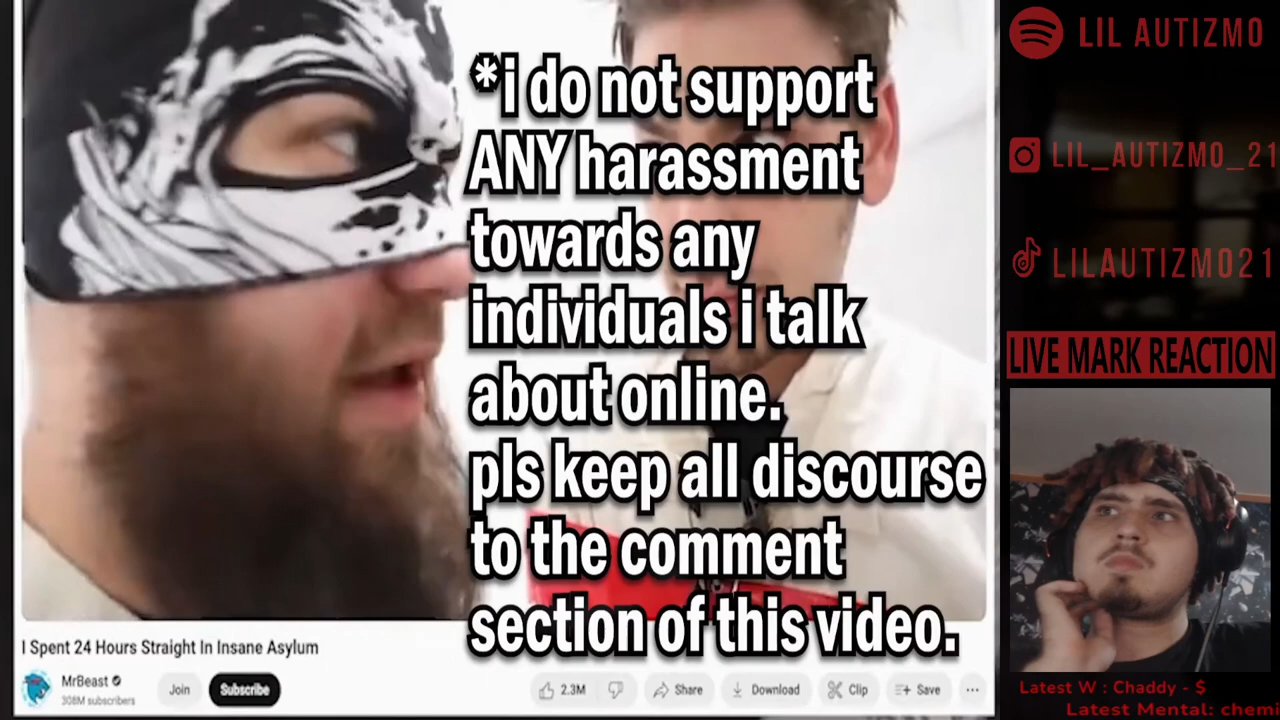 *i do not support
ANY harassment
towards any
individuals i talk
about online.
pls keep all discourse
to the comment
section of this video.
I Spent 24 Hours Straight In Insane Asylum
MrBeast
308M subscribers
Join
Subscribe
2.3M
Share
Download
Clip
Save
LIL AUTIZMO
LIL_AUTIZMO_21
LILAUTIZMO21
LIVE MARK REACTION
Latest W : Chaddy - $
Latest Mental: chemi